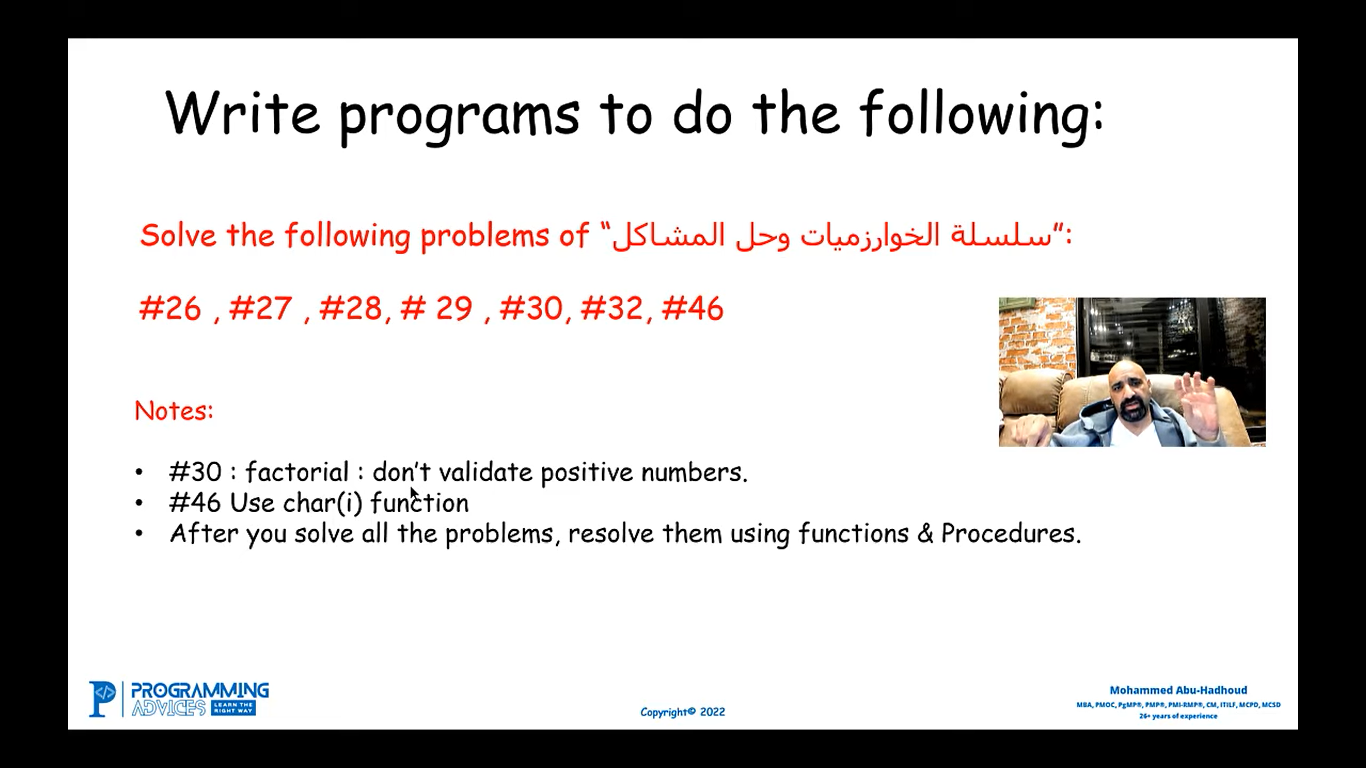 Write programs to do the following:
Solve the following problems of “سلسلة الخوارزميات وحل المشاكل”:
#26 , #27 , #28, # 29 , #30, #32, #46
Notes:
• #30 : factorial : don’t validate positive numbers.
• #46 Use char(i) function
• After you solve all the problems, resolve them using functions & Procedures.
P </> PROGRAMMING
ADVICES LEARN THE RIGHT WAY
Copyright© 2022
Mohammed Abu-Hadhoud
MBA, PMOC, PgMP®, PMP®, PMI-RMP®, CM, ITILF, MCPD, MCSD
26+ years of experience